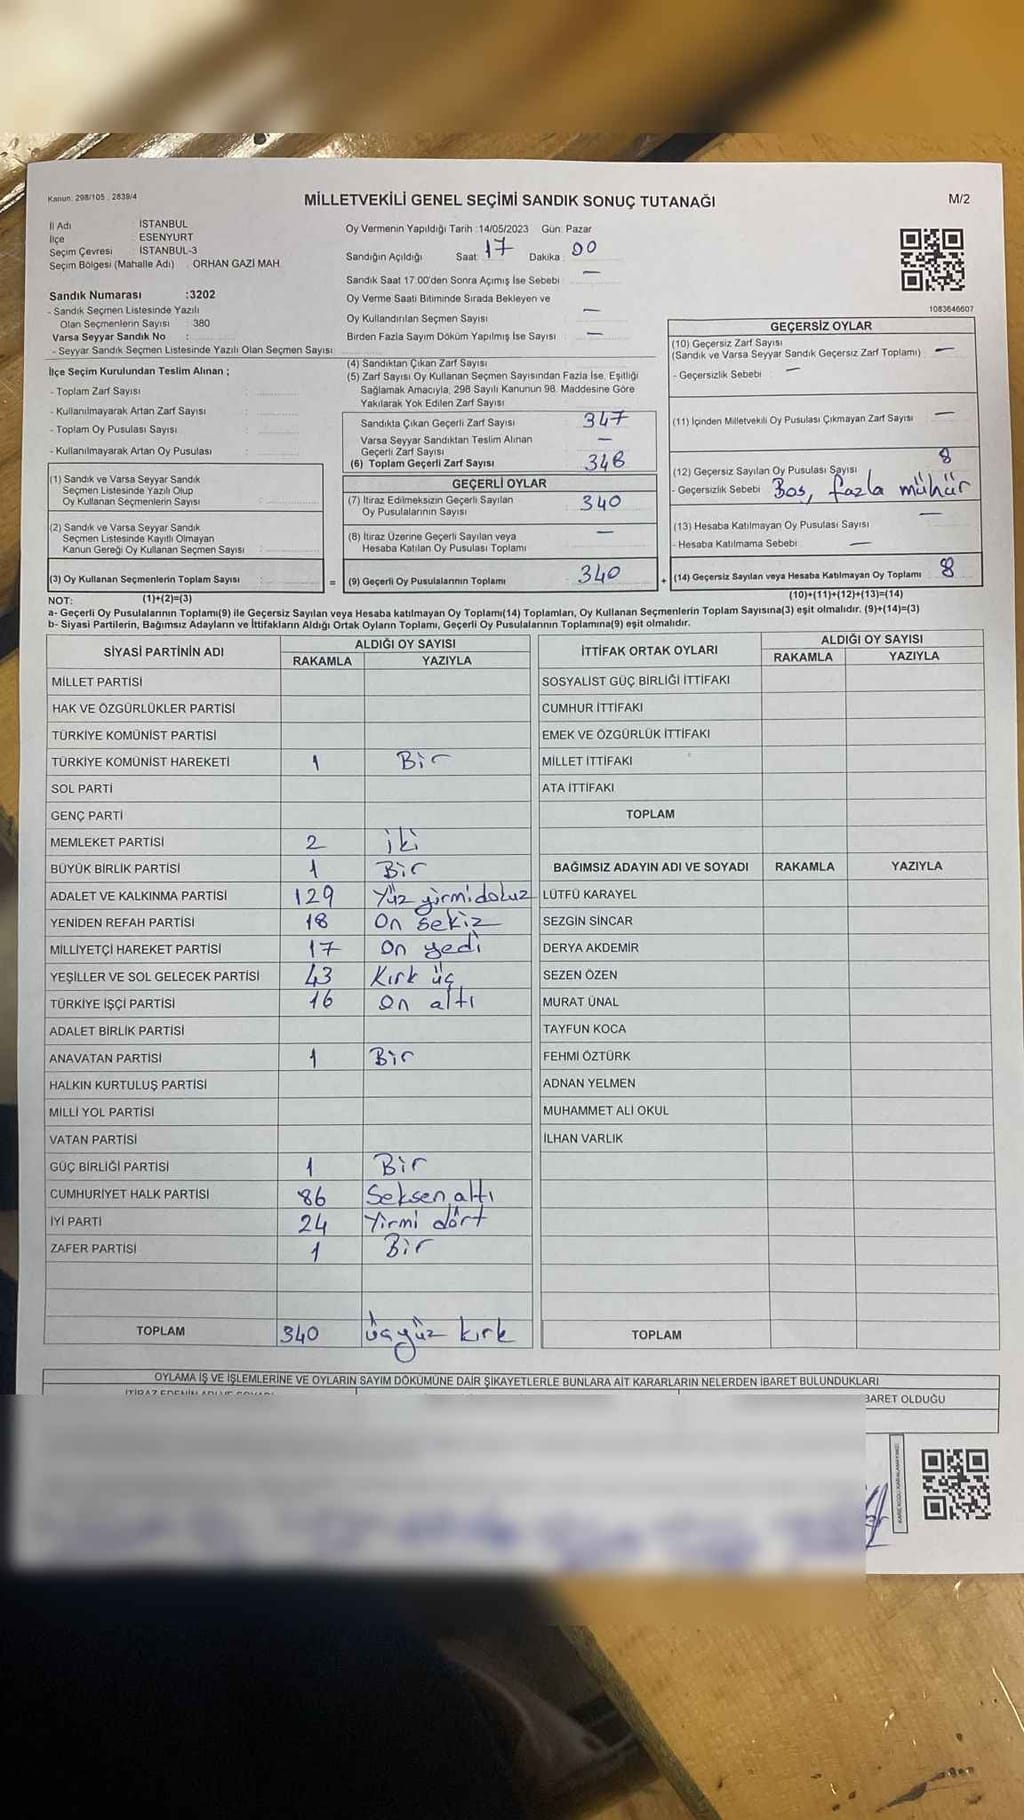 Kanun: 298/105 , 2839/4
MİLLETVEKİLİ GENEL SEÇİMİ SANDIK SONUÇ TUTANAĞI
M/2
İl Adı : İSTANBUL
İlçe : ESENYURT
Seçim Çevresi : İSTANBUL-3
Seçim Bölgesi (Mahalle Adı) : ORHAN GAZİ MAH.
Sandık Numarası :3202
- Sandık Seçmen Listesinde Yazılı
Olan Seçmenlerin Sayısı : 380
Varsa Seyyar Sandık No :
- Seyyar Sandık Seçmen Listesinde Yazılı Olan Seçmen Sayısı :
Oy Vermenin Yapıldığı Tarih :14/05/2023 Gün: Pazar
Sandığın Açıldığı Saat: 17 Dakika : 00
Sandık Saat 17:00'den Sonra Açımış İse Sebebi : —
Oy Verme Saati Bitiminde Sırada Bekleyen ve
Oy Kullandırılan Seçmen Sayısı : —
Birden Fazla Sayım Döküm Yapılmış İse Sayısı : —
1083646607
İlçe Seçim Kurulundan Teslim Alınan ;
- Toplam Zarf Sayısı :
- Kullanılmayarak Artan Zarf Sayısı :
- Toplam Oy Pusulası Sayısı :
- Kullanılmayarak Artan Oy Pusulası :
(1) Sandık ve Varsa Seyyar Sandık
Seçmen Listesinde Yazılı Olup
Oy Kullanan Seçmenlerin Sayısı :
(2) Sandık ve Varsa Seyyar Sandık
Seçmen Listesinde Kayıtlı Olmayan
Kanun Gereği Oy Kullanan Seçmen Sayısı :
(3) Oy Kullanan Seçmenlerin Toplam Sayısı :
(1)+(2)=(3)
(4) Sandıktan Çıkan Zarf Sayısı
(5) Zarf Sayısı Oy Kullanan Seçmen Sayısından Fazla İse, Eşitliği
Sağlamak Amacıyla, 298 Sayılı Kanunun 98. Maddesine Göre
Yakılarak Yok Edilen Zarf Sayısı
Sandıkta Çıkan Geçerli Zarf Sayısı 347
Varsa Seyyar Sandıktan Teslim Alınan
Geçerli Zarf Sayısı —
(6) Toplam Geçerli Zarf Sayısı 348
GEÇERLİ OYLAR
(7) İtiraz Edilmeksizin Geçerli Sayılan
Oy Pusulalarının Sayısı 340
(8) İtiraz Üzerine Geçerli Sayılan veya
Hesaba Katılan Oy Pusulası Toplamı —
= (9) Geçerli Oy Pusulalarının Toplamı 340 +
GEÇERSİZ OYLAR
(10) Geçersiz Zarf Sayısı
(Sandık ve Varsa Seyyar Sandık Geçersiz Zarf Toplamı) : —
- Geçersizlik Sebebi : —
(11) İçinden Milletvekili Oy Pusulası Çıkmayan Zarf Sayısı : —
(12) Geçersiz Sayılan Oy Pusulası Sayısı : 8
- Geçersizlik Sebebi : Boş, fazla mühür
(13) Hesaba Katılmayan Oy Pusulası Sayısı : —
- Hesaba Katılmama Sebebi : —
(14) Geçersiz Sayılan veya Hesaba Katılmayan Oy Toplamı : 8
(10)+(11)+(12)+(13)=(14)
NOT:
a- Geçerli Oy Pusulalarının Toplamı(9) ile Geçersiz Sayılan veya Hesaba katılmayan Oy Toplamı(14) Toplamları, Oy Kullanan Seçmenlerin Toplam Sayısına(3) eşit olmalıdır. (9)+(14)=(3)
b- Siyasi Partilerin, Bağımsız Adayların ve İttifakların Aldığı Ortak Oyların Toplamı, Geçerli Oy Pusulalarının Toplamına(9) eşit olmalıdır.
SİYASİ PARTİNİN ADI ALDIĞI OY SAYISI
RAKAMLA YAZIYLA
MİLLET PARTİSİ
HAK VE ÖZGÜRLÜKLER PARTİSİ
TÜRKİYE KOMÜNİST PARTİSİ
TÜRKİYE KOMÜNİST HAREKETİ 1 Bir
SOL PARTİ
GENÇ PARTİ
MEMLEKET PARTİSİ 2 iki
BÜYÜK BİRLİK PARTİSİ 1 Bir
ADALET VE KALKINMA PARTİSİ 129 Yüz yirmi dokuz
YENİDEN REFAH PARTİSİ 18 On sekiz
MİLLİYETÇİ HAREKET PARTİSİ 17 On yedi
YEŞİLLER VE SOL GELECEK PARTİSİ 43 Kırk üç
TÜRKİYE İŞÇİ PARTİSİ 16 On altı
ADALET BİRLİK PARTİSİ
ANAVATAN PARTİSİ 1 Bir
HALKIN KURTULUŞ PARTİSİ
MİLLİ YOL PARTİSİ
VATAN PARTİSİ
GÜÇ BİRLİĞİ PARTİSİ 1 Bir
CUMHURİYET HALK PARTİSİ 86 Seksen altı
İYİ PARTİ 24 Yirmi dört
ZAFER PARTİSİ 1 Bir
TOPLAM 340 üçyüz kırk
İTTİFAK ORTAK OYLARI ALDIĞI OY SAYISI
RAKAMLA YAZIYLA
SOSYALİST GÜÇ BİRLİĞİ İTTİFAKI
CUMHUR İTTİFAKI
EMEK VE ÖZGÜRLÜK İTTİFAKI
MİLLET İTTİFAKI
ATA İTTİFAKI
TOPLAM
BAĞIMSIZ ADAYIN ADI VE SOYADI RAKAMLA YAZIYLA
LÜTFÜ KARAYEL
SEZGİN SİNCAR
DERYA AKDEMİR
SEZEN ÖZEN
MURAT ÜNAL
TAYFUN KOCA
FEHMİ ÖZTÜRK
ADNAN YELMEN
MUHAMMET ALİ OKUL
İLHAN VARLIK
TOPLAM
OYLAMA İŞ VE İŞLEMLERİNE VE OYLARIN SAYIM DÖKÜMÜNE DAİR ŞİKAYETLERLE BUNLARA AİT KARARLARIN NELERDEN İBARET BULUNDUKLARI
BARET OLDUĞU